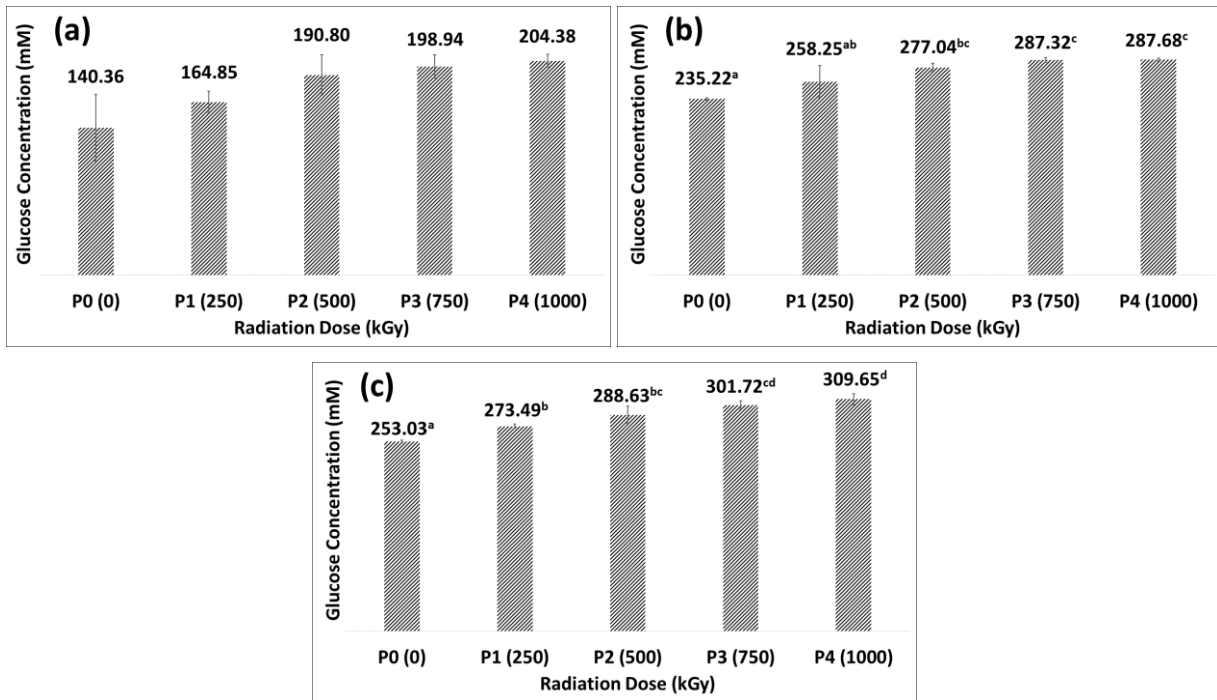 (a)
Glucose Concentration (mM)
140.36 164.85 190.80 198.94 204.38
P0 (0) P1 (250) P2 (500) P3 (750) P4 (1000)
Radiation Dose (kGy)
(b)
Glucose Concentration (mM)
235.22ᵃ 258.25ᵃᵇ 277.04ᵇᶜ 287.32ᶜ 287.68ᶜ
P0 (0) P1 (250) P2 (500) P3 (750) P4 (1000)
Radiation Dose (kGy)
(c)
Glucose Concentration (mM)
253.03ᵃ 273.49ᵇ 288.63ᵇᶜ 301.72ᶜᵈ 309.65ᵈ
P0 (0) P1 (250) P2 (500) P3 (750) P4 (1000)
Radiation Dose (kGy)